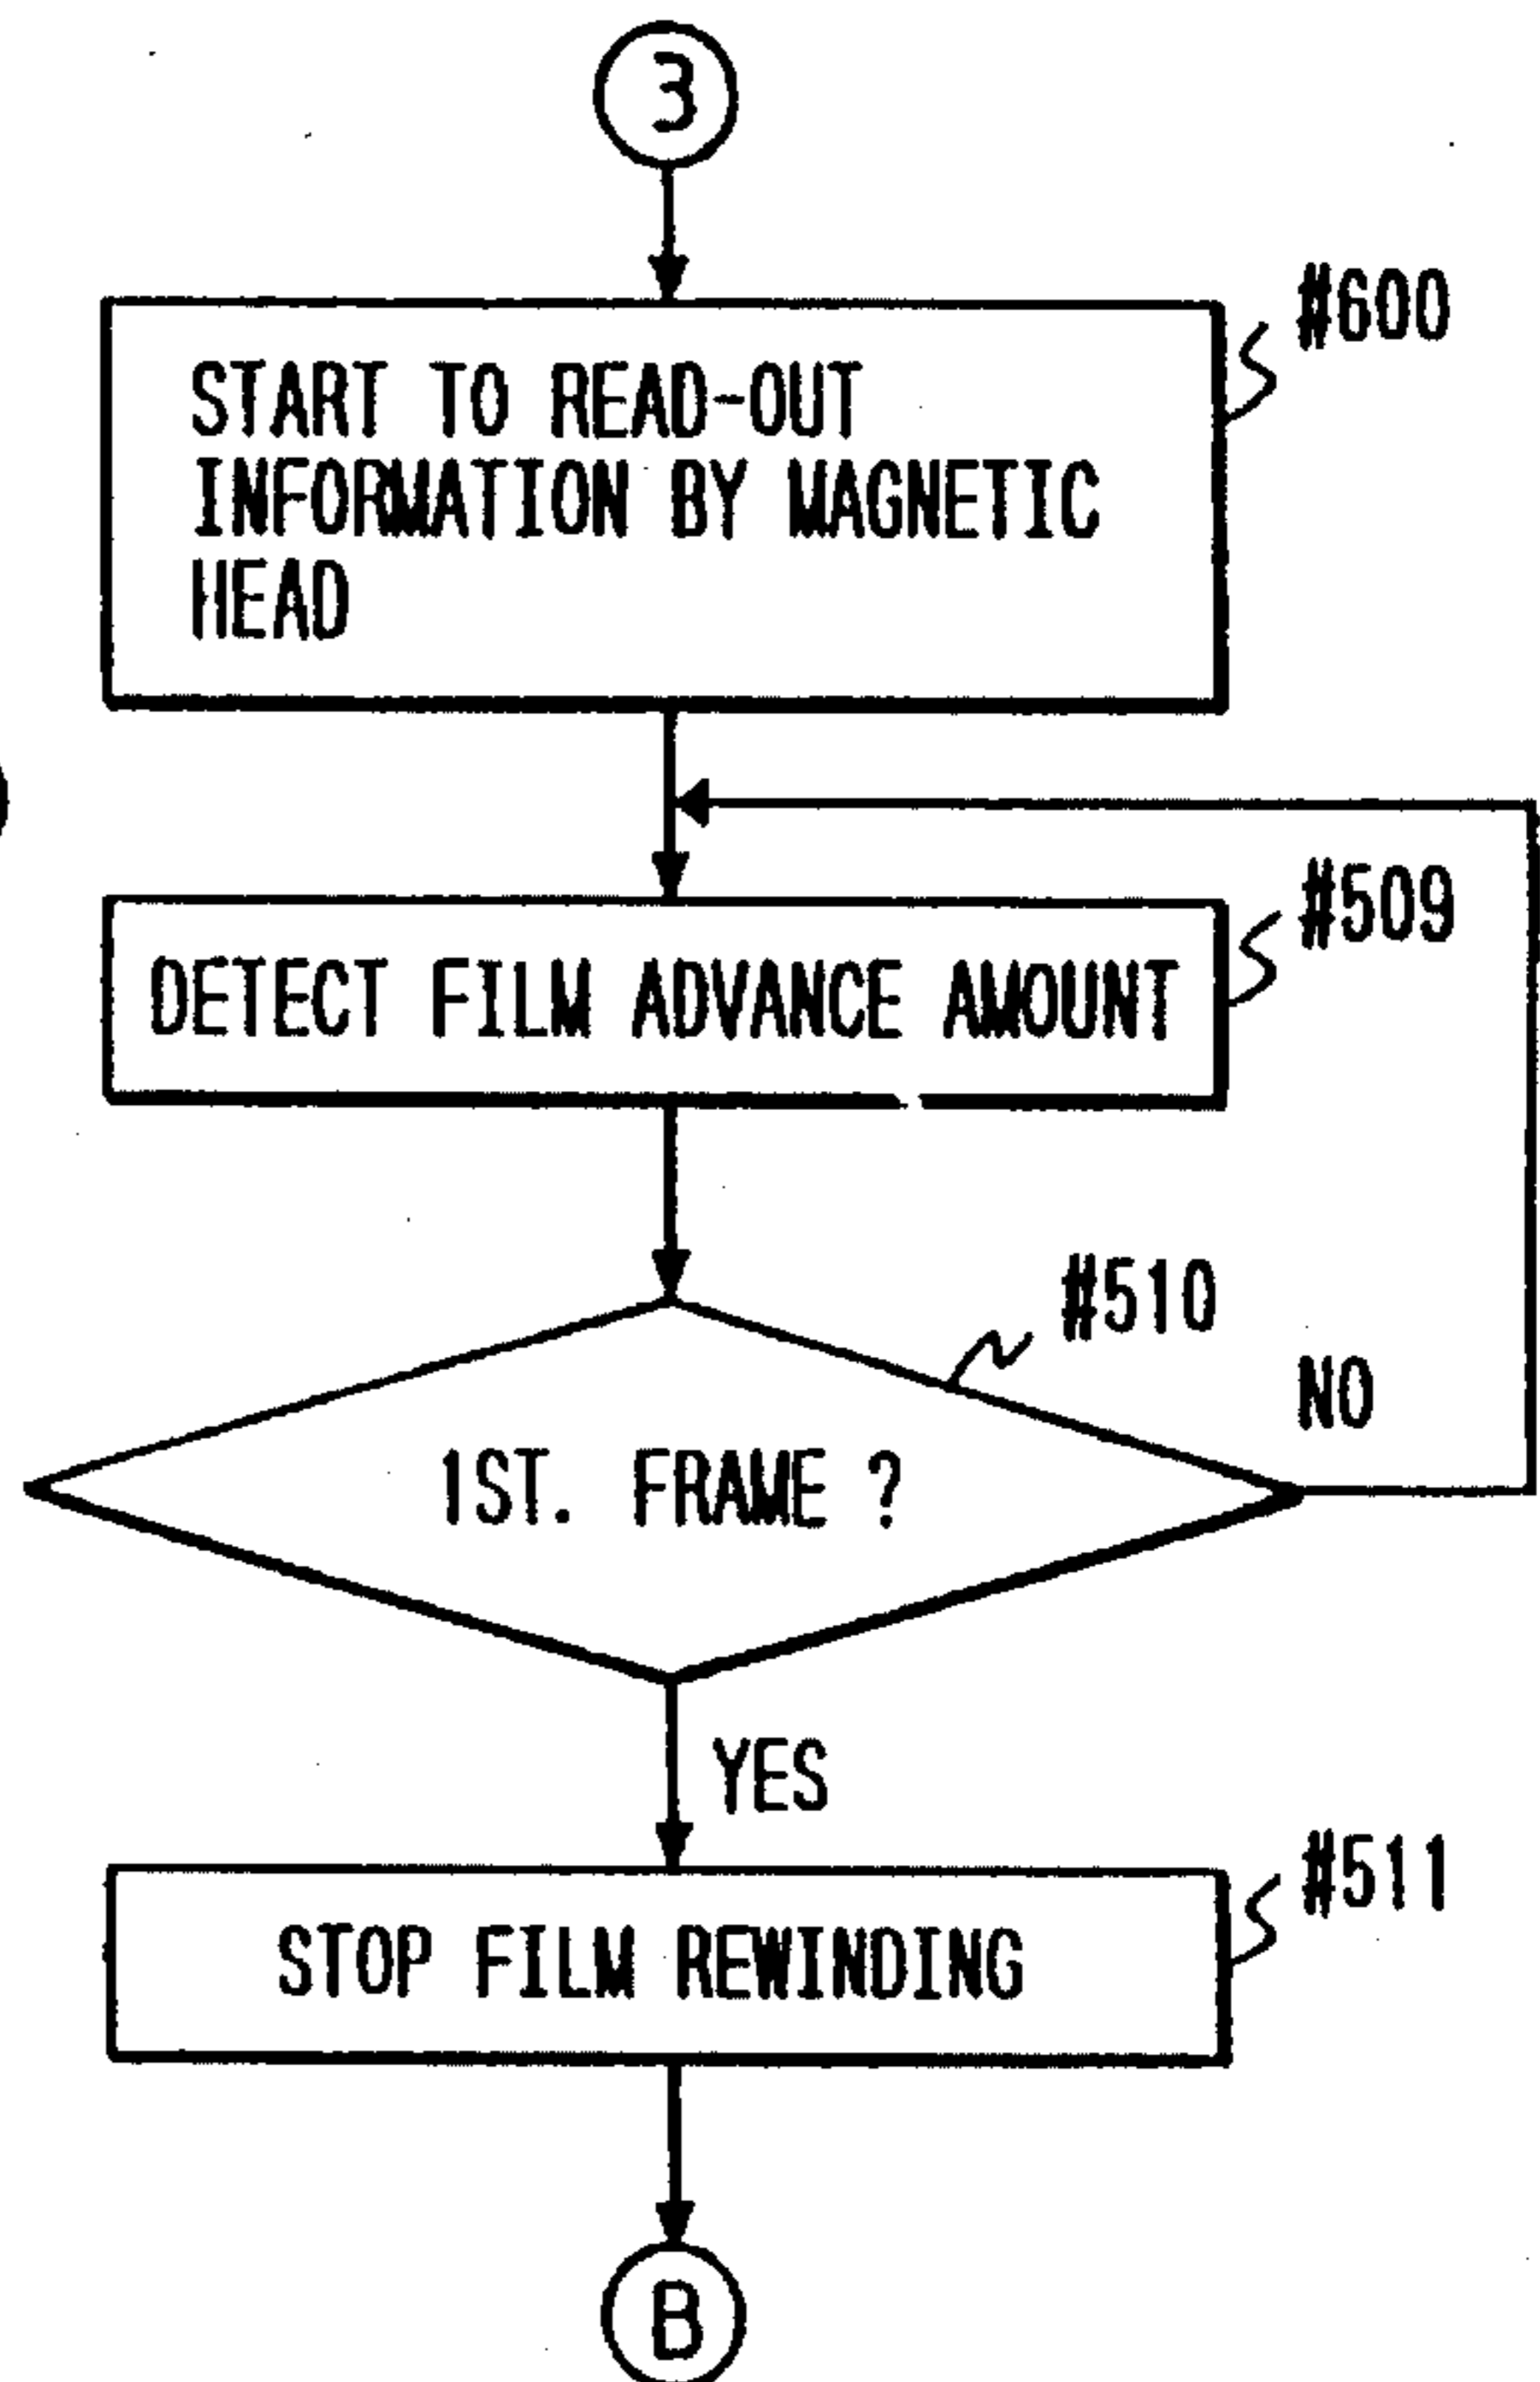 3
#600
START TO READ-OUT
INFORMATION BY MAGNETIC
HEAD
#509
DETECT FILM ADVANCE AMOUNT
#510
NO
1ST. FRAME ?
YES
#511
STOP FILM REWINDING
B